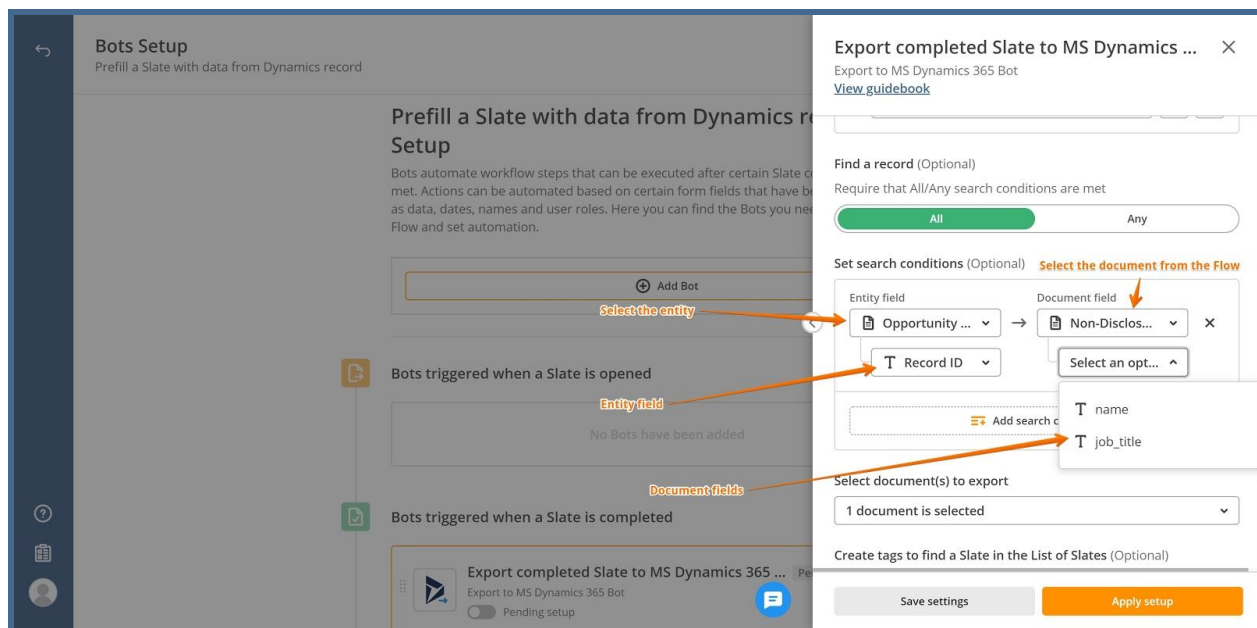 Bots Setup
Prefill a Slate with data from Dynamics record
Prefill a Slate with data from Dynamics re
Setup
Bots automate workflow steps that can be executed after certain Slate c
met. Actions can be automated based on certain form fields that have be
as data, dates, names and user roles. Here you can find the Bots you nee
Flow and set automation.
Add Bot
Select the entity
Bots triggered when a Slate is opened
Entity field
No Bots have been added
Document fields
Bots triggered when a Slate is completed
Export completed Slate to MS Dynamics 365 ...
Pe
Export to MS Dynamics 365 Bot
Pending setup
Export completed Slate to MS Dynamics ...
Export to MS Dynamics 365 Bot
View guidebook
Find a record (Optional)
Require that All/Any search conditions are met
All
Any
Set search conditions (Optional)
Select the document from the Flow
Entity field
Document field
Opportunity ...
Non-Disclos...
Record ID
Select an opt...
name
job_title
Add search c
Select document(s) to export
1 document is selected
Create tags to find a Slate in the List of Slates (Optional)
Save settings
Apply setup